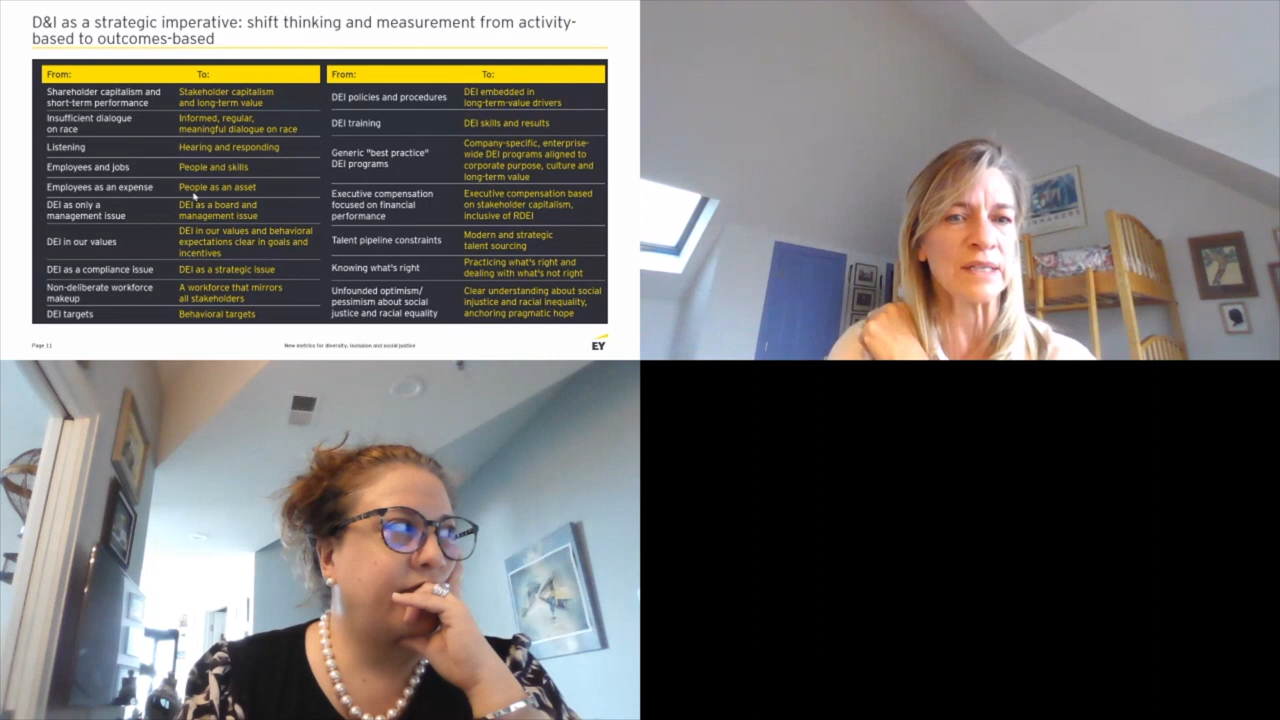 D&I as a strategic imperative: shift thinking and measurement from activity-
based to outcomes-based
From: To:
Shareholder capitalism and
short-term performance
Stakeholder capitalism
and long-term value
Insufficient dialogue
on race
Informed, regular,
meaningful dialogue on race
Listening
Hearing and responding
Employees and jobs
People and skills
Employees as an expense
People as an asset
DEI as only a
management issue
DEI as a board and
management issue
DEI in our values
DEI in our values and behavioral
expectations clear in goals and
incentives
DEI as a compliance issue
DEI as a strategic issue
Non-deliberate workforce
makeup
A workforce that mirrors
all stakeholders
DEI targets
Behavioral targets
From: To:
DEI policies and procedures
DEI embedded in
long-term-value drivers
DEI training
DEI skills and results
Generic "best practice"
DEI programs
Company-specific, enterprise-
wide DEI programs aligned to
corporate purpose, culture and
long-term value
Executive compensation
focused on financial
performance
Executive compensation based
on stakeholder capitalism,
inclusive of RDEI
Talent pipeline constraints
Modern and strategic
talent sourcing
Knowing what's right
Practicing what's right and
dealing with what's not right
Unfounded optimism/
pessimism about social
justice and racial equality
Clear understanding about social
injustice and racial inequality,
anchoring pragmatic hope
Page 11
New metrics for diversity, inclusion and social justice
EY